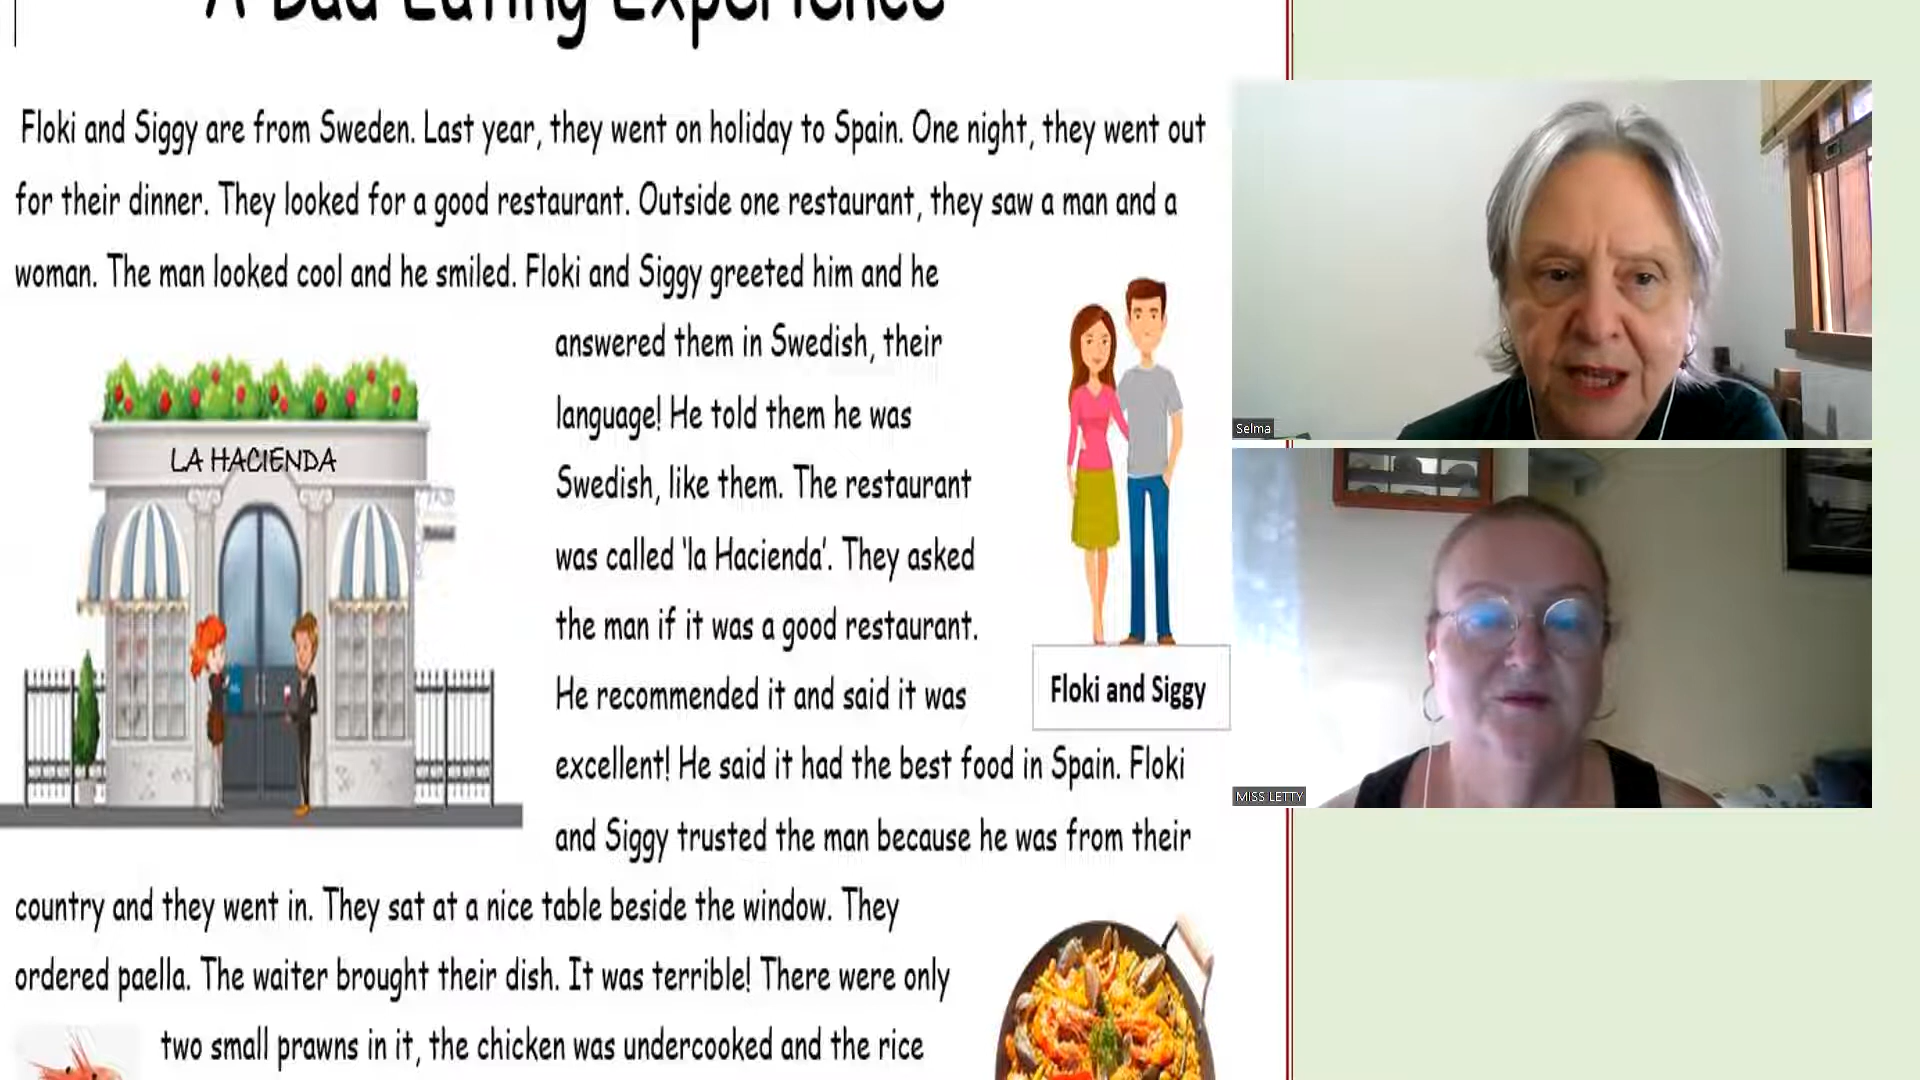 A Bad Eating Experience
Floki and Siggy are from Sweden. Last year, they went on holiday to Spain. One night, they went out
for their dinner. They looked for a good restaurant. Outside one restaurant, they saw a man and a
woman. The man looked cool and he smiled. Floki and Siggy greeted him and he
answered them in Swedish, their
language! He told them he was
Swedish, like them. The restaurant
was called ‘la Hacienda’. They asked
the man if it was a good restaurant.
He recommended it and said it was
excellent! He said it had the best food in Spain. Floki
and Siggy trusted the man because he was from their
country and they went in. They sat at a nice table beside the window. They
ordered paella. The waiter brought their dish. It was terrible! There were only
two small prawns in it, the chicken was undercooked and the rice
LA HACIENDA
Floki and Siggy
Selma
MISS LETTY